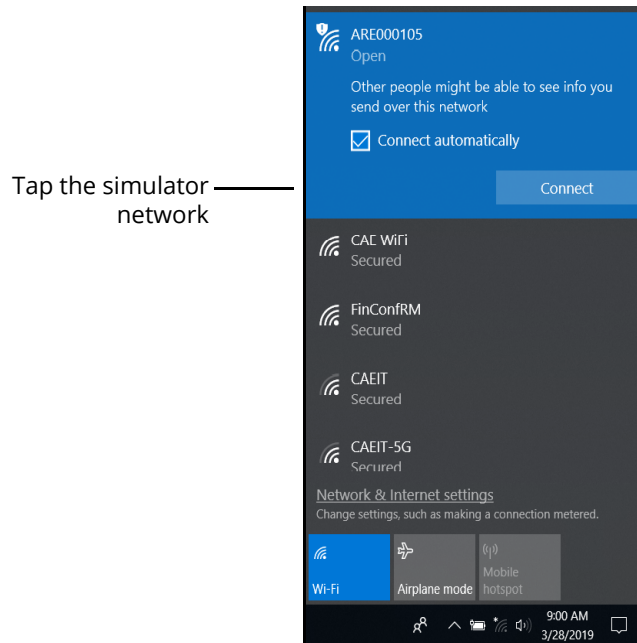 Tap the simulator
network
ARE000105
Open
Other people might be able to see info you
send over this network
Connect automatically
Connect
CAE WiFi
Secured
FinConfRM
Secured
CAEIT
Secured
CAEIT-5G
Secured
Network & Internet settings
Change settings, such as making a connection metered.
Wi-Fi
Airplane mode
Mobile
hotspot
9:00 AM
3/28/2019